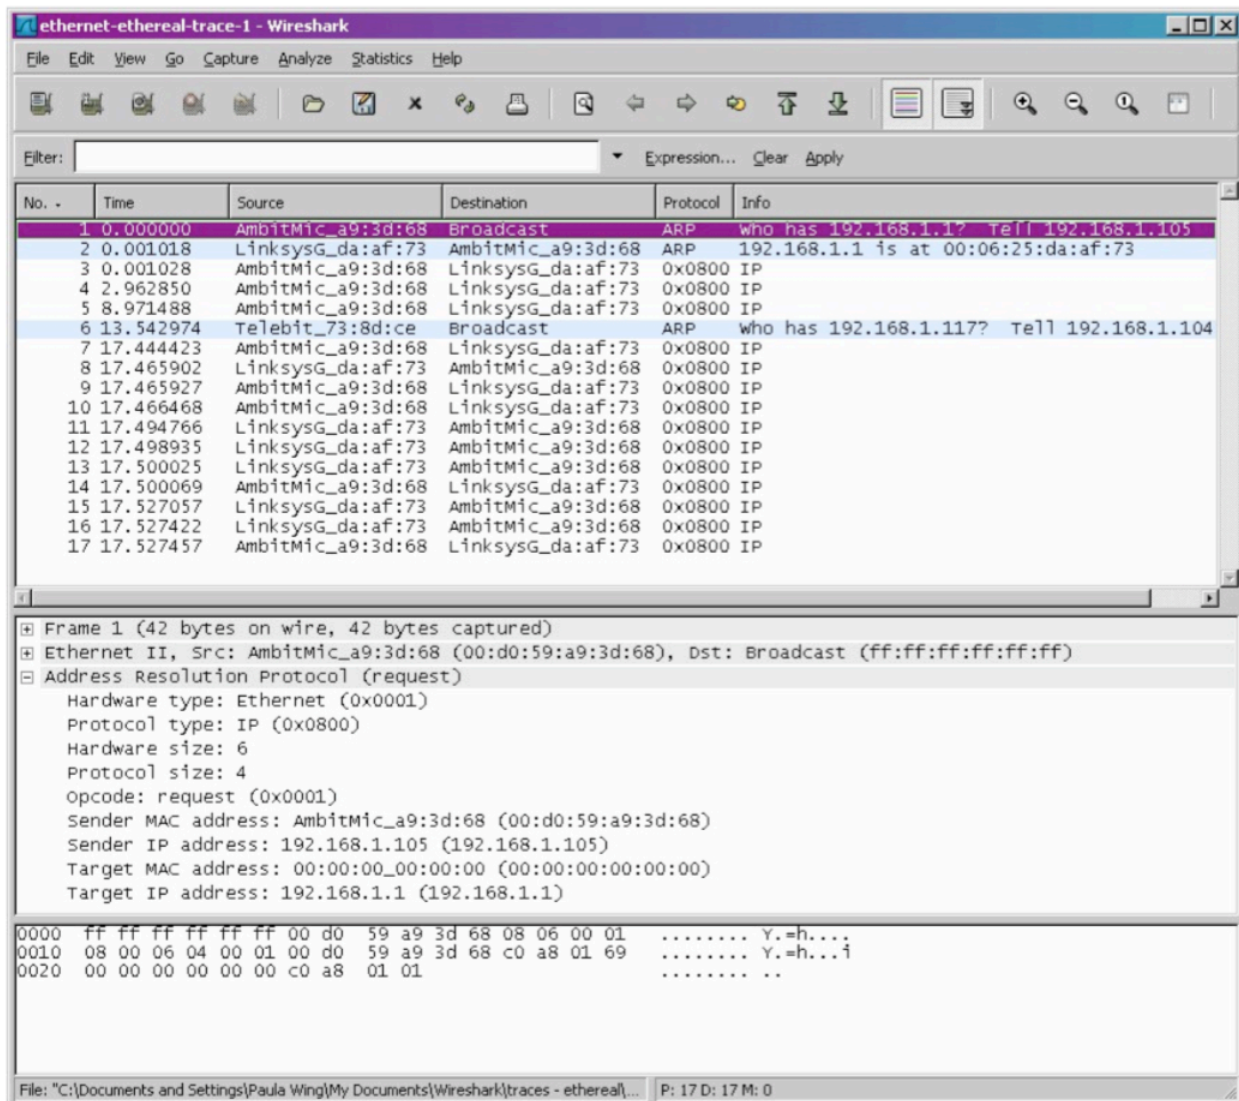 ethernet-ethereal-trace-1 - Wireshark
File Edit View Go Capture Analyze Statistics Help
Filter: Expression... Clear Apply
No. Time Source Destination Protocol Info
1 0.000000 AmbitMic_a9:3d:68 Broadcast ARP Who has 192.168.1.1? Tell 192.168.1.105
2 0.001018 LinksysG_da:af:73 AmbitMic_a9:3d:68 ARP 192.168.1.1 is at 00:06:25:da:af:73
3 0.001028 AmbitMic_a9:3d:68 LinksysG_da:af:73 0x0800 IP
4 2.962850 AmbitMic_a9:3d:68 LinksysG_da:af:73 0x0800 IP
5 8.971488 AmbitMic_a9:3d:68 LinksysG_da:af:73 0x0800 IP
6 13.542974 Telebit_73:8d:ce Broadcast ARP Who has 192.168.1.117? Tell 192.168.1.104
7 17.444423 AmbitMic_a9:3d:68 LinksysG_da:af:73 0x0800 IP
8 17.465902 LinksysG_da:af:73 AmbitMic_a9:3d:68 0x0800 IP
9 17.465927 AmbitMic_a9:3d:68 LinksysG_da:af:73 0x0800 IP
10 17.466468 AmbitMic_a9:3d:68 LinksysG_da:af:73 0x0800 IP
11 17.494766 LinksysG_da:af:73 AmbitMic_a9:3d:68 0x0800 IP
12 17.498935 LinksysG_da:af:73 AmbitMic_a9:3d:68 0x0800 IP
13 17.500025 LinksysG_da:af:73 AmbitMic_a9:3d:68 0x0800 IP
14 17.500069 AmbitMic_a9:3d:68 LinksysG_da:af:73 0x0800 IP
15 17.527057 LinksysG_da:af:73 AmbitMic_a9:3d:68 0x0800 IP
16 17.527422 LinksysG_da:af:73 AmbitMic_a9:3d:68 0x0800 IP
17 17.527457 AmbitMic_a9:3d:68 LinksysG_da:af:73 0x0800 IP
Frame 1 (42 bytes on wire, 42 bytes captured)
Ethernet II, Src: AmbitMic_a9:3d:68 (00:d0:59:a9:3d:68), Dst: Broadcast (ff:ff:ff:ff:ff:ff)
Address Resolution Protocol (request)
Hardware type: Ethernet (0x0001)
Protocol type: IP (0x0800)
Hardware size: 6
Protocol size: 4
Opcode: request (0x0001)
Sender MAC address: AmbitMic_a9:3d:68 (00:d0:59:a9:3d:68)
Sender IP address: 192.168.1.105 (192.168.1.105)
Target MAC address: 00:00:00_00:00:00 (00:00:00:00:00:00)
Target IP address: 192.168.1.1 (192.168.1.1)
0000 ff ff ff ff ff ff 00 d0 59 a9 3d 68 08 06 00 01 ........ Y.=h....
0010 08 00 06 04 00 01 00 d0 59 a9 3d 68 c0 a8 01 69 ........ Y.=h...i
0020 00 00 00 00 00 00 c0 a8 01 01 ........ ..
File: "C:\Documents and Settings\Paula Wing\My Documents\Wireshark\traces - ethereal\... P: 17 D: 17 M: 0